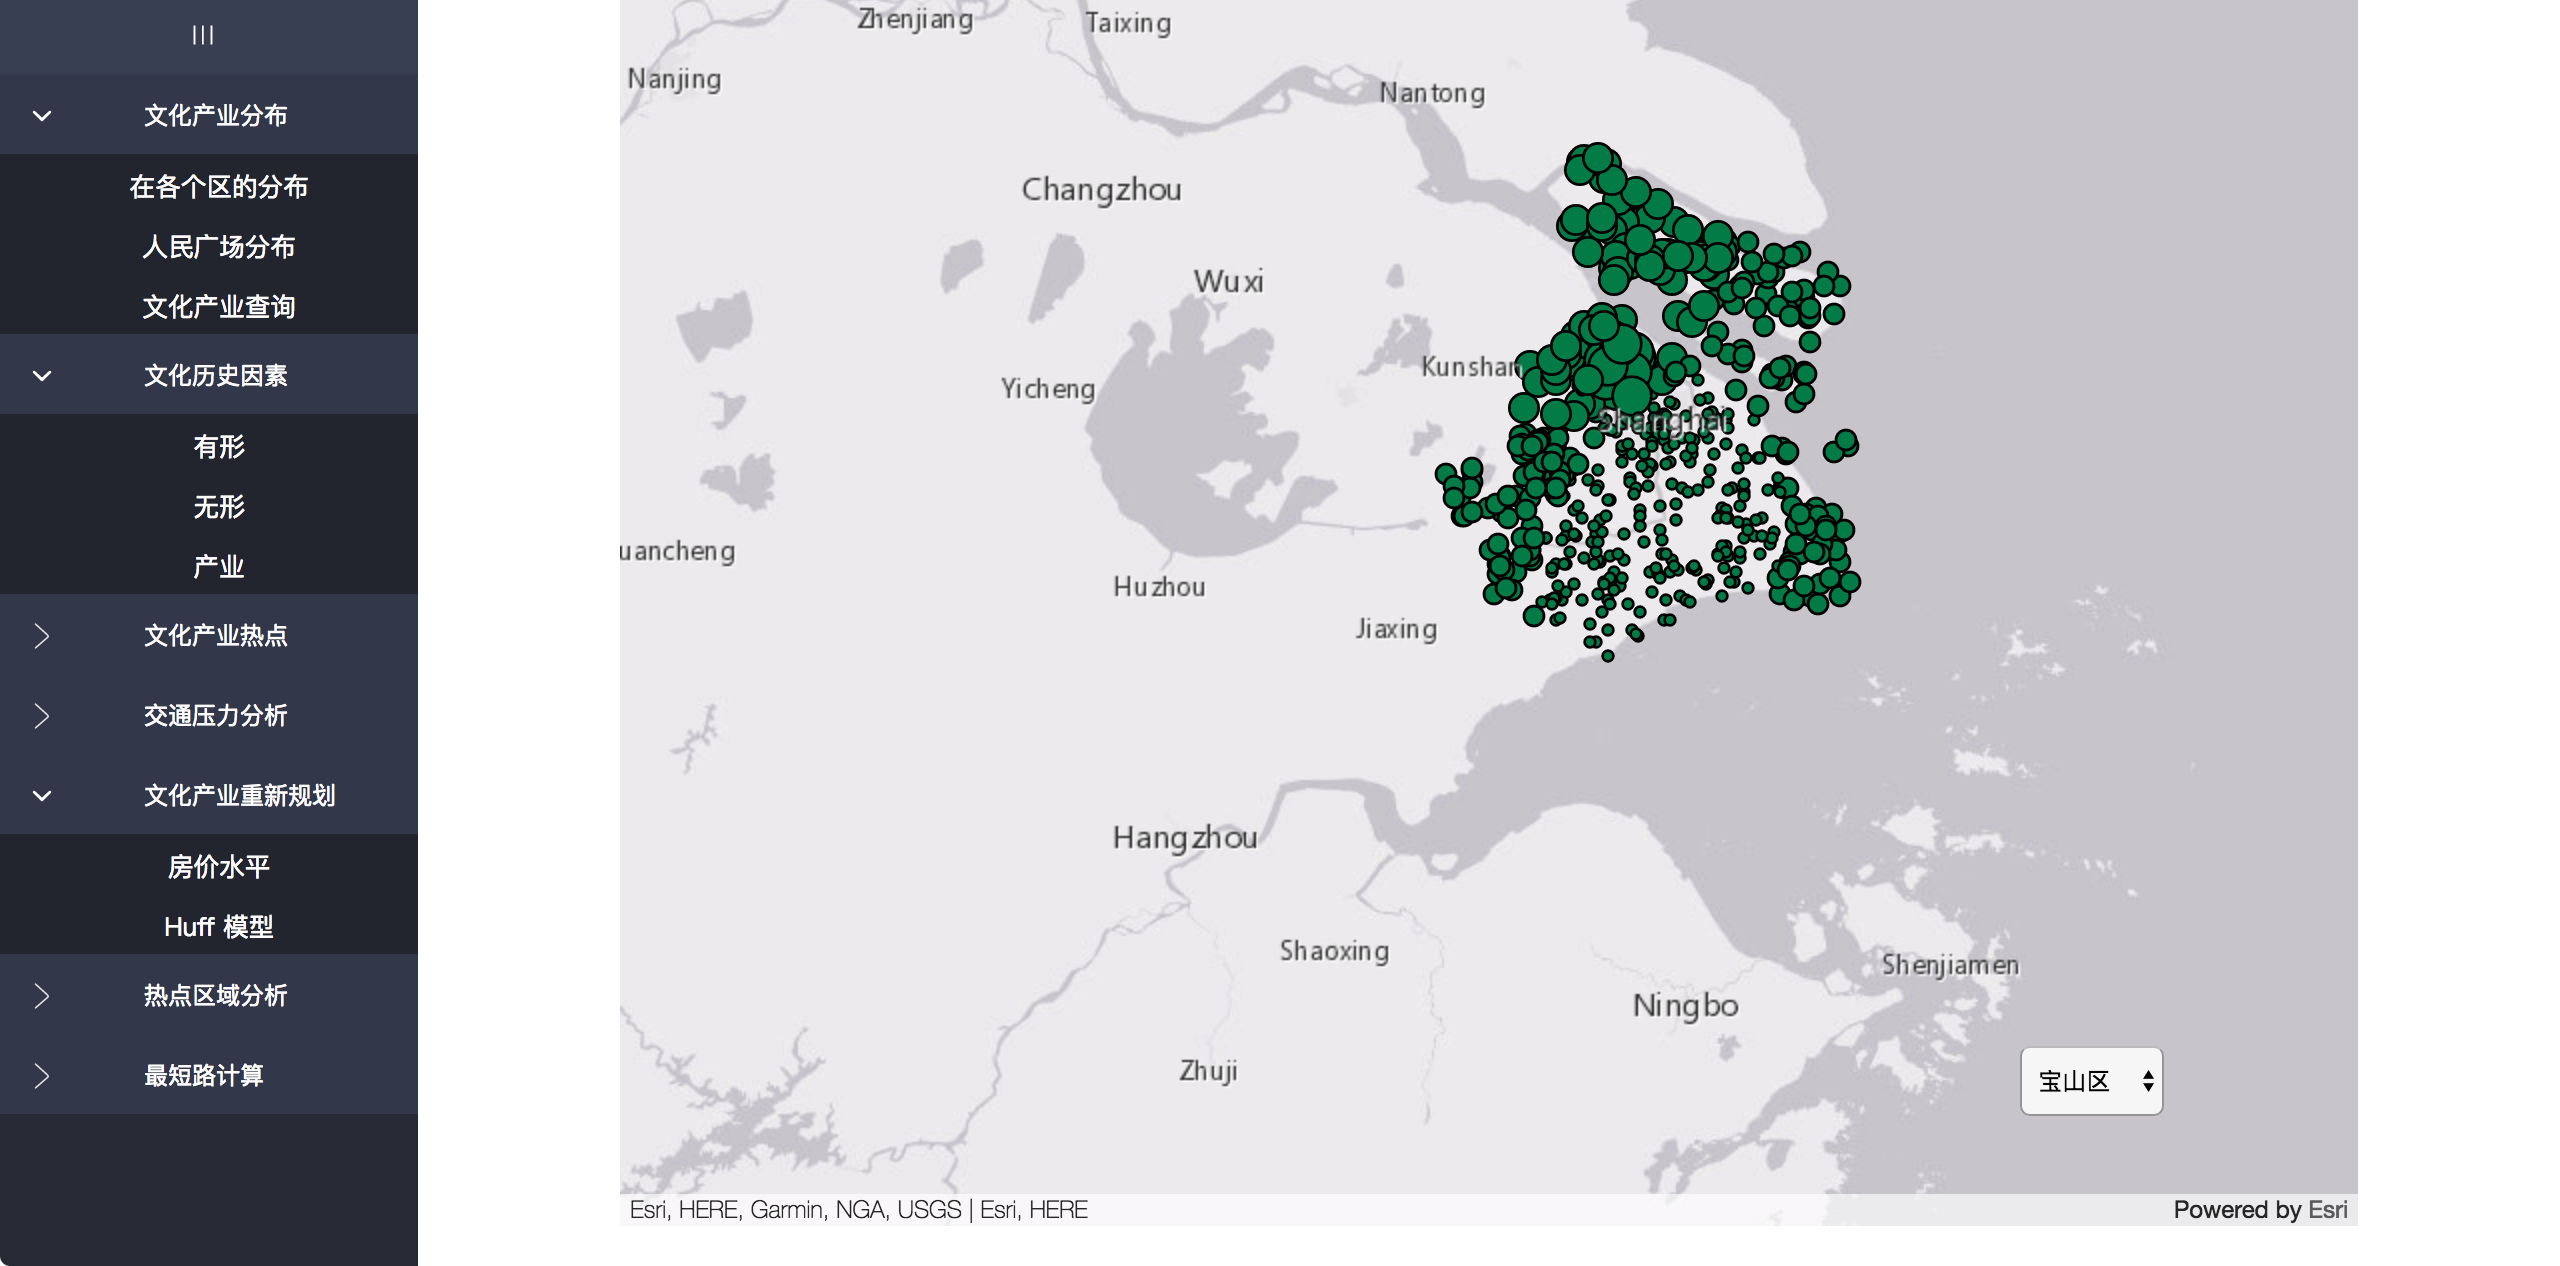 文化产业分布
在各个区的分布
人民广场分布
文化产业查询
文化历史因素
有形
无形
产业
文化产业热点
交通压力分析
文化产业重新规划
房价水平
Huff 模型
热点区域分析
最短路计算
Zhenjiang
Taixing
Nanjing
Nantong
Changzhou
Wuxi
Kunshan
Yicheng
Shanghai
uancheng
Huzhou
Jiaxing
Hangzhou
Shaoxing
Shenjiamen
Ningbo
Zhuji
宝山区
Esri, HERE, Garmin, NGA, USGS | Esri, HERE
Powered by Esri